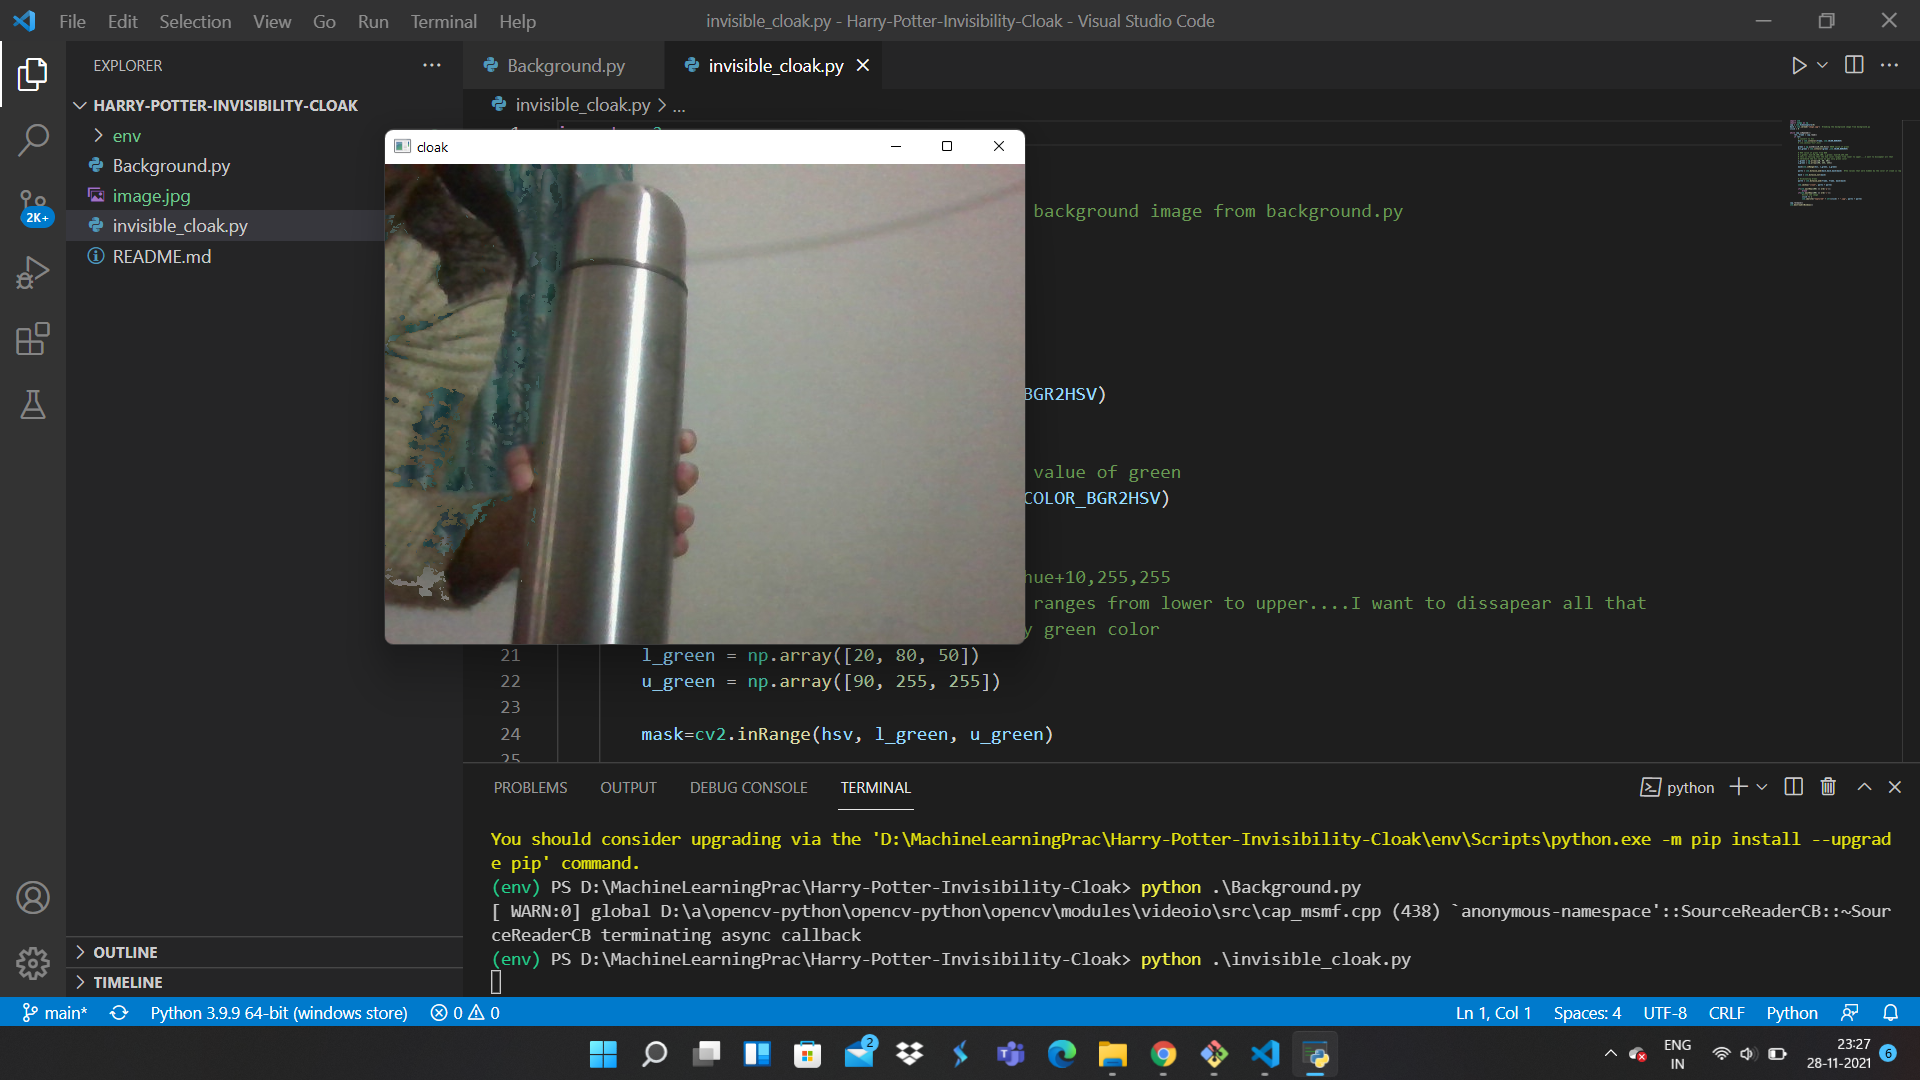 File Edit Selection View Go Run Terminal Help
invisible_cloak.py - Harry-Potter-Invisibility-Cloak - Visual Studio Code
EXPLORER
HARRY-POTTER-INVISIBILITY-CLOAK
env
Background.py
image.jpg
invisible_cloak.py
README.md
OUTLINE
TIMELINE
2K+
Background.py
invisible_cloak.py
invisible_cloak.py > ...
cloak
background image from background.py
BGR2HSV)
value of green
COLOR_BGR2HSV)
hue+10,255,255
ranges from lower to upper....I want to dissapear all that
y green color
21 l_green = np.array([20, 80, 50])
22 u_green = np.array([90, 255, 255])
23
24 mask=cv2.inRange(hsv, l_green, u_green)
25
PROBLEMS OUTPUT DEBUG CONSOLE TERMINAL
python
You should consider upgrading via the 'D:\MachineLearningPrac\Harry-Potter-Invisibility-Cloak\env\Scripts\python.exe -m pip install --upgrad
e pip' command.
(env) PS D:\MachineLearningPrac\Harry-Potter-Invisibility-Cloak> python .\Background.py
[ WARN:0] global D:\a\opencv-python\opencv-python\opencv\modules\videoio\src\cap_msmf.cpp (438) `anonymous-namespace'::SourceReaderCB::~Sour
ceReaderCB terminating async callback
(env) PS D:\MachineLearningPrac\Harry-Potter-Invisibility-Cloak> python .\invisible_cloak.py
main* Python 3.9.9 64-bit (windows store) 0 0
Ln 1, Col 1 Spaces: 4 UTF-8 CRLF Python
2
ENG
IN
23:27
28-11-2021
6